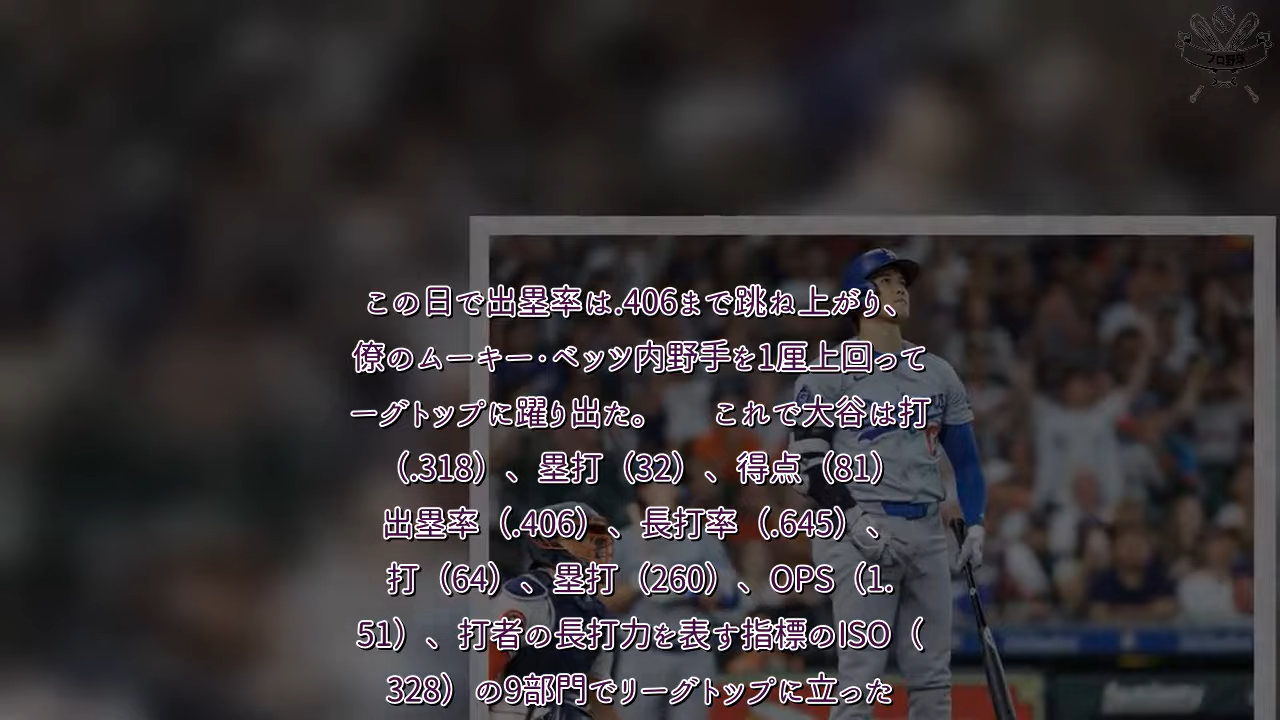 プロ野球
この日で出塁率は.406まで跳ね上がり、
僚のムーキー・ベッツ内野手を1厘上回って
ーグトップに躍り出た。　　これで大谷は打
（.318）、塁打（32）、得点（81）
出塁率（.406）、長打率（.645）、
打（64）、塁打（260）、OPS（1.
51）、打者の長打力を表す指標のISO（
328）の9部門でリーグトップに立った